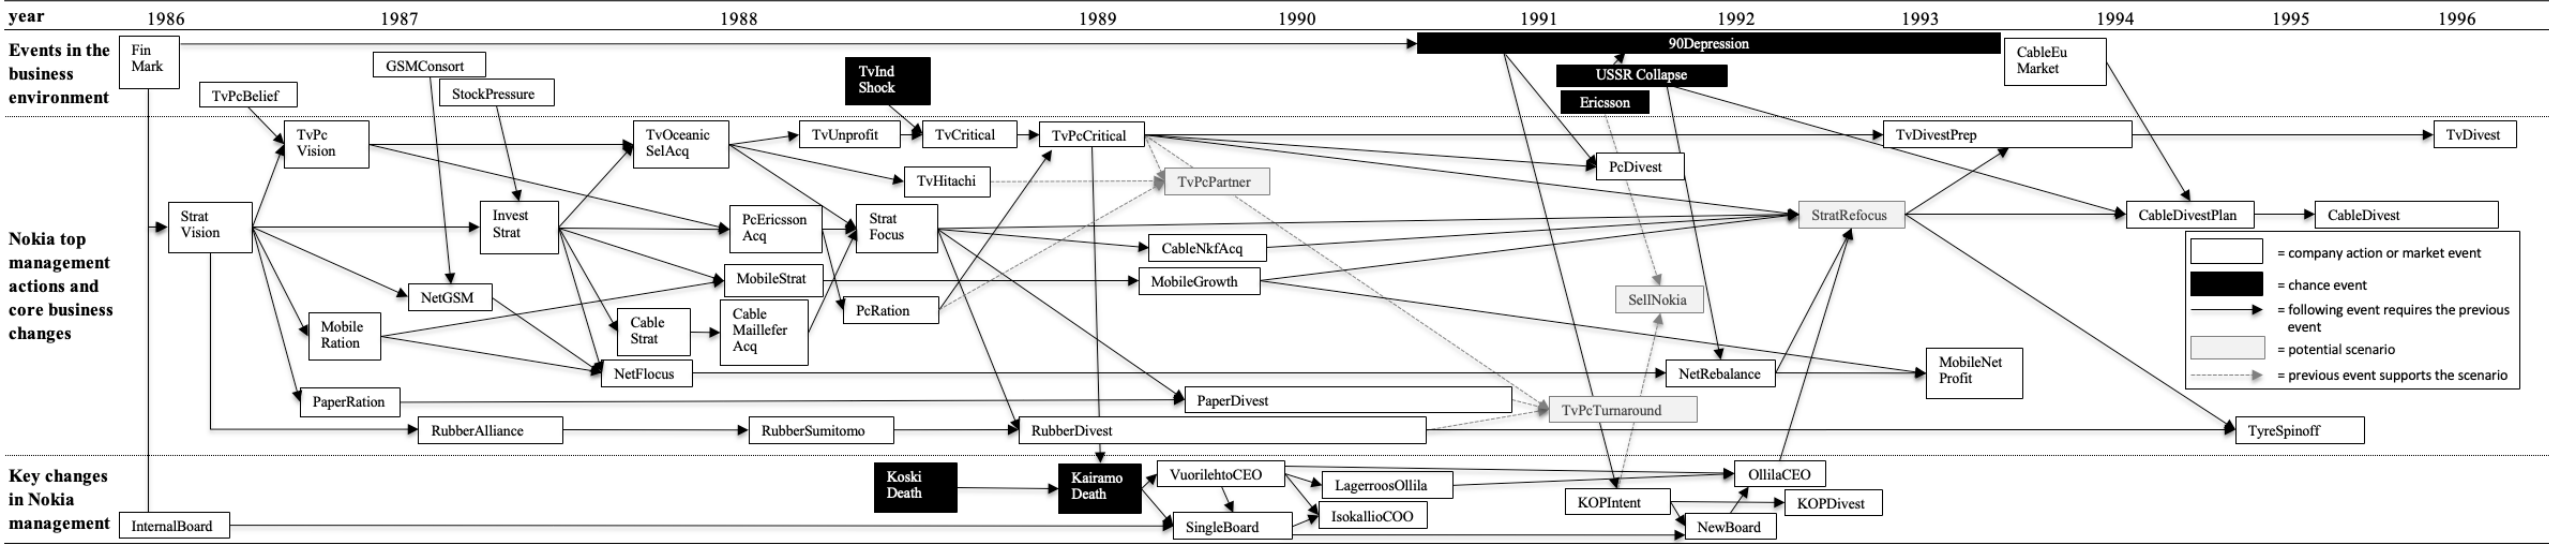 year
1986
1987
1988
1989
1990
1991
1992
1993
1994
1995
1996
Events in the
business
environment
Fin
Mark
TvPcBelief
GSMConsort
StockPressure
TvInd
Shock
90Depression
USSR Collapse
Ericsson
CableEu
Market
Nokia top
management
actions and
core business
changes
Strat
Vision
TvPc
Vision
NetGSM
Mobile
Ration
PaperRation
RubberAlliance
Invest
Strat
TvOceanic
SelAcq
Cable
Strat
NetFlocus
PcEricsson
Acq
MobileStrat
Cable
Maillefer
Acq
RubberSumitomo
TvUnprofit
TvCritical
TvHitachi
Strat
Focus
PcRation
TvPcCritical
TvPcPartner
CableNkfAcq
MobileGrowth
PaperDivest
RubberDivest
PcDivest
SellNokia
TvPcTurnaround
NetRebalance
StratRefocus
TvDivestPrep
MobileNet
Profit
TvDivest
CableDivestPlan
CableDivest
TyreSpinoff
= company action or market event
= chance event
= following event requires the previous
event
= potential scenario
= previous event supports the scenario
Key changes
in Nokia
management
InternalBoard
Koski
Death
Kairamo
Death
VuorilehtoCEO
SingleBoard
LagerroosOllila
IsokallioCOO
KOPIntent
NewBoard
OllilaCEO
KOPDivest